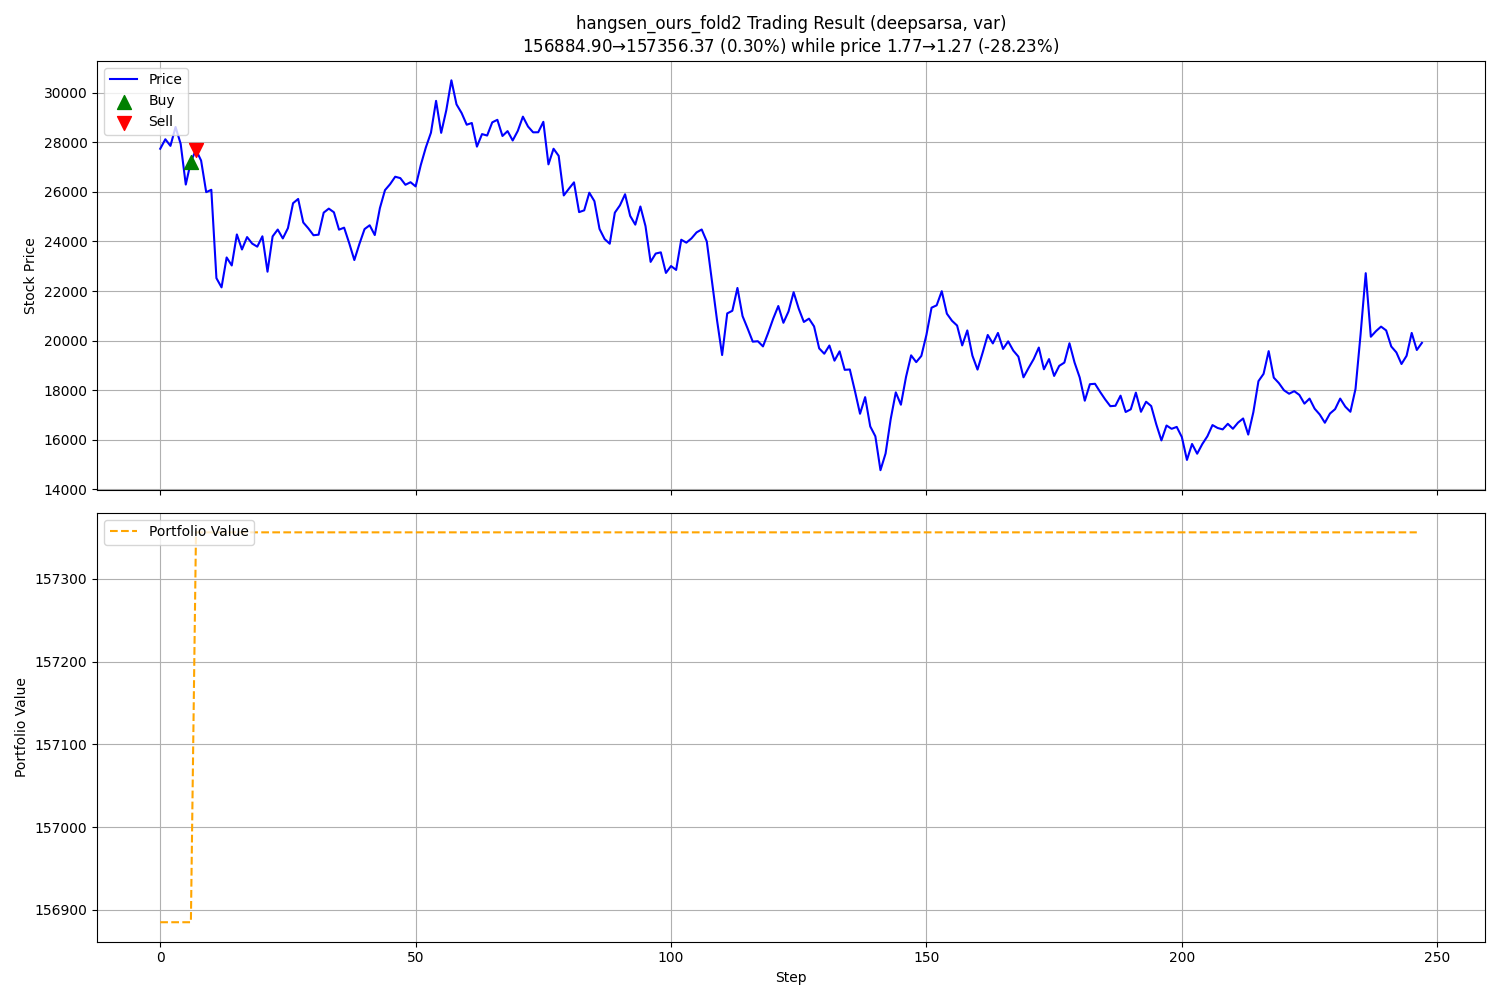 hangsen_ours_fold2 Trading Result (deepsarsa, var)
156884.90→157356.37 (0.30%) while price 1.77→1.27 (-28.23%)
Price
Buy
Sell
Stock Price
30000
28000
26000
24000
22000
20000
18000
16000
14000
Portfolio Value
Portfolio Value
157300
157200
157100
157000
156900
0 50 100 150 200 250
Step